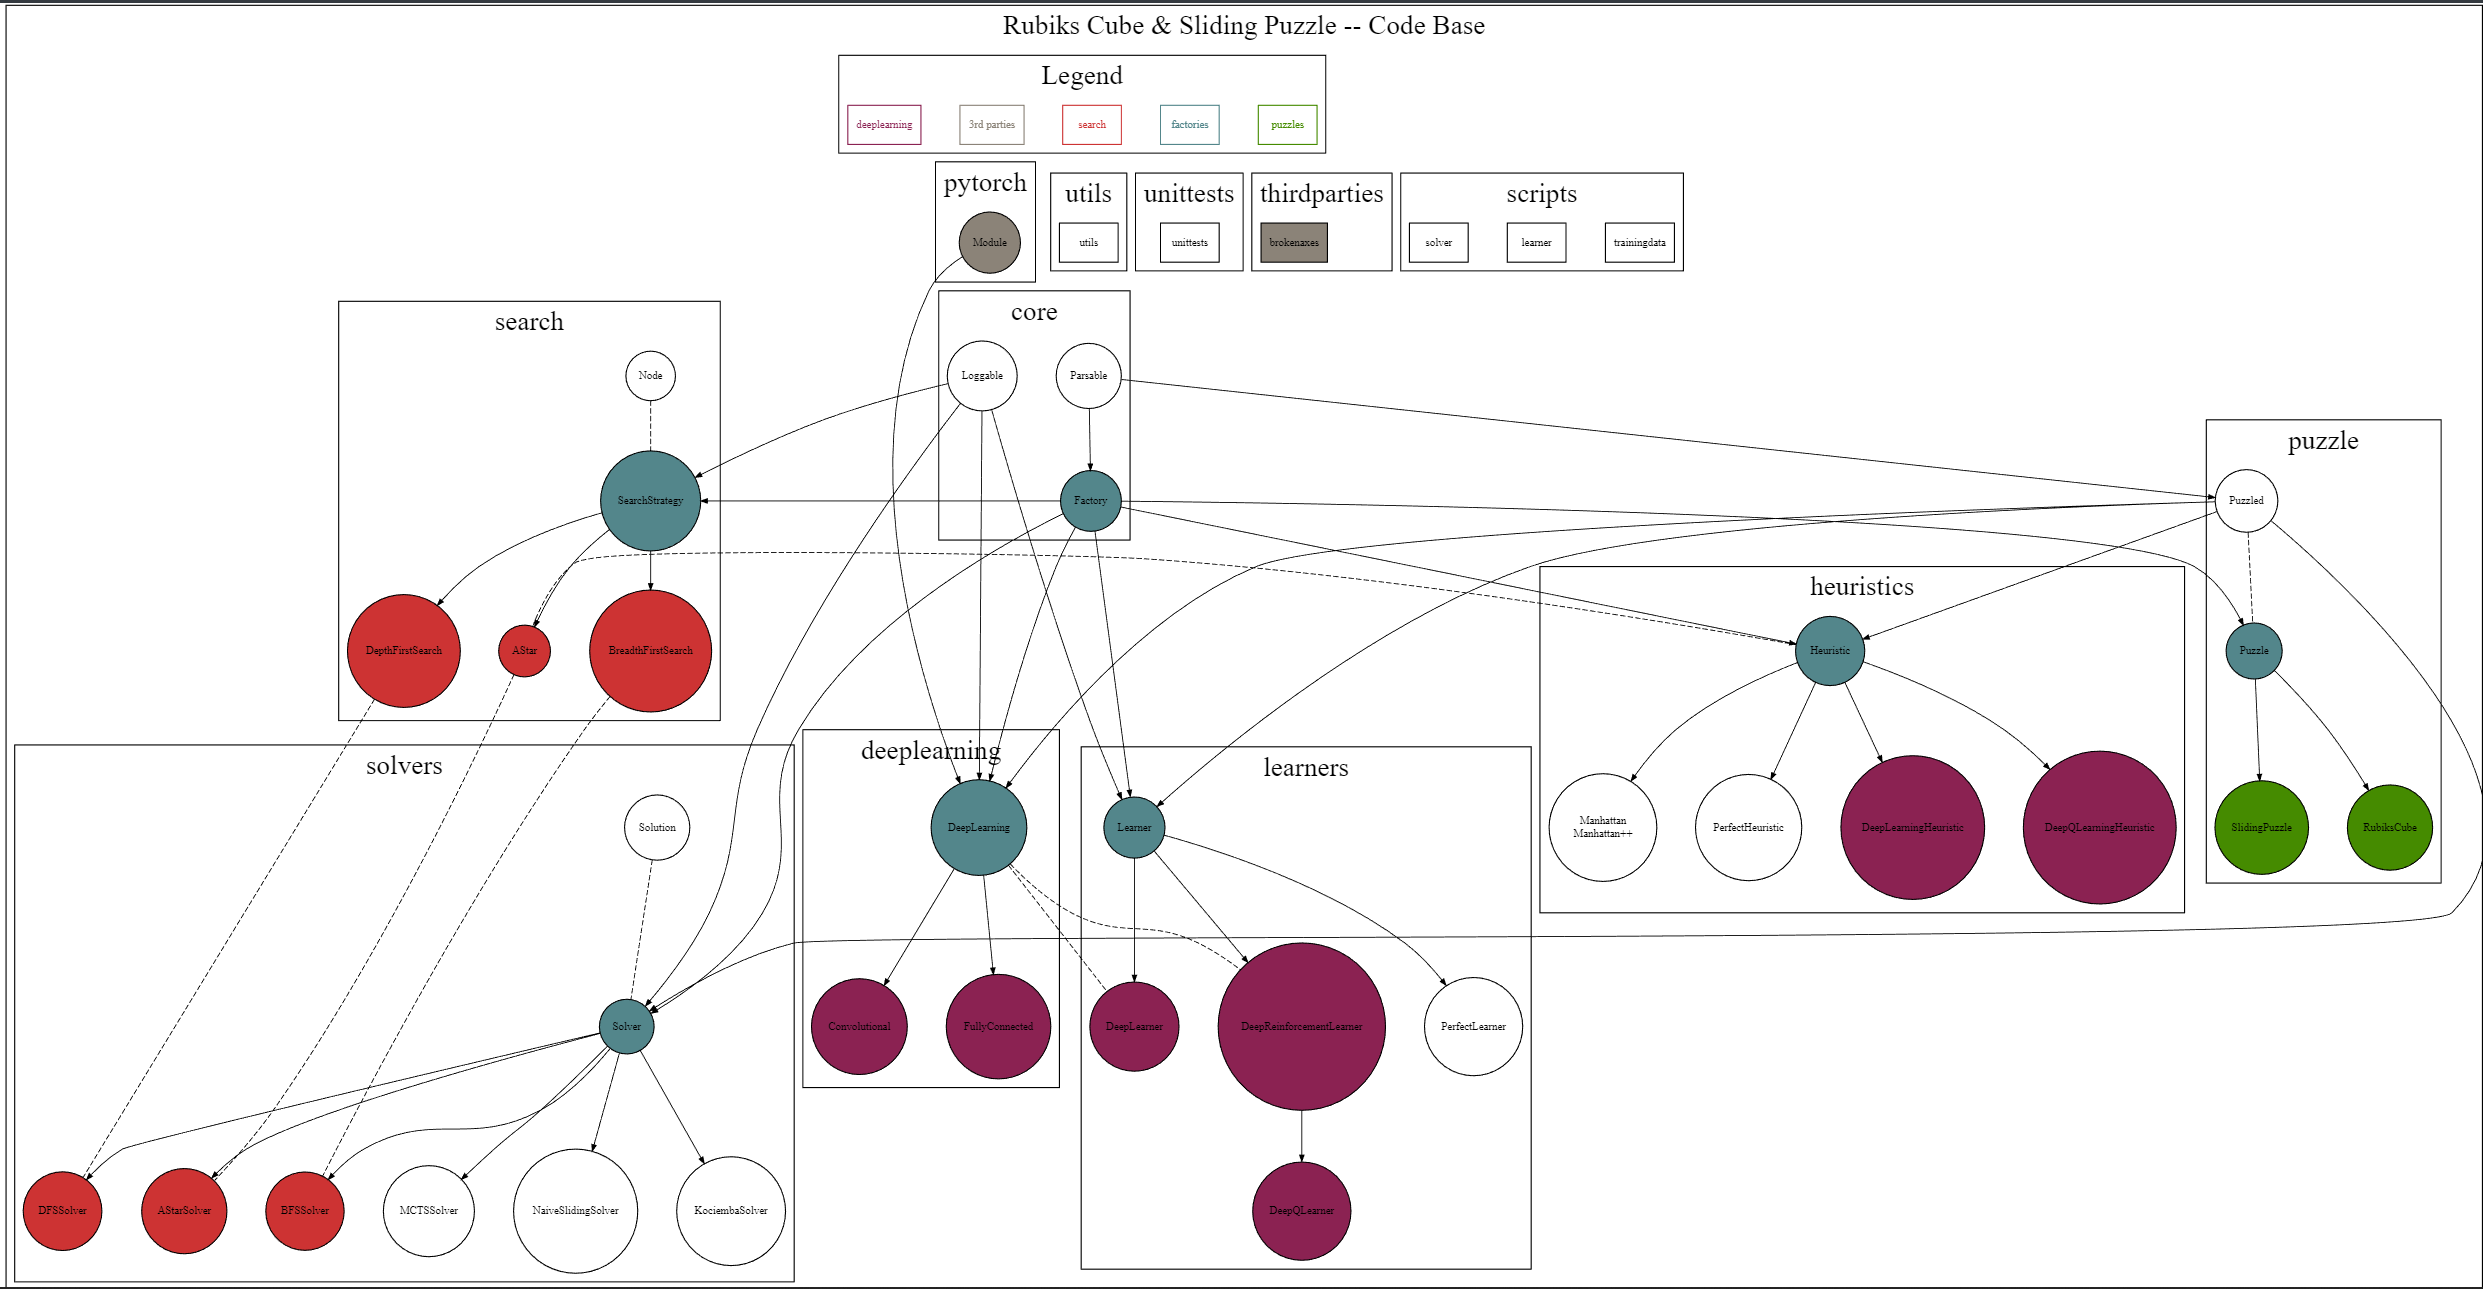 Rubiks Cube & Sliding Puzzle -- Code Base
Legend
deeplearning
3rd parties
search
factories
puzzles
pytorch
Module
utils
utils
unittests
unittests
thirdparties
brokenaxes
scripts
solver
learner
trainingdata
search
Node
SearchStrategy
DepthFirstSearch
AStar
BreadthFirstSearch
core
Loggable
Parsable
Factory
puzzle
Puzzled
Puzzle
SlidingPuzzle
RubiksCube
heuristics
Heuristic
Manhattan
Manhattan++
PerfectHeuristic
DeepLearningHeuristic
DeepQLearningHeuristic
solvers
Solution
Solver
DFSSolver
AStarSolver
BFSSolver
MCTSSolver
NaiveSlidingSolver
KociembaSolver
deeplearning
DeepLearning
Convolutional
FullyConnected
learners
Learner
DeepLearner
DeepReinforcementLearner
PerfectLearner
DeepQLearner